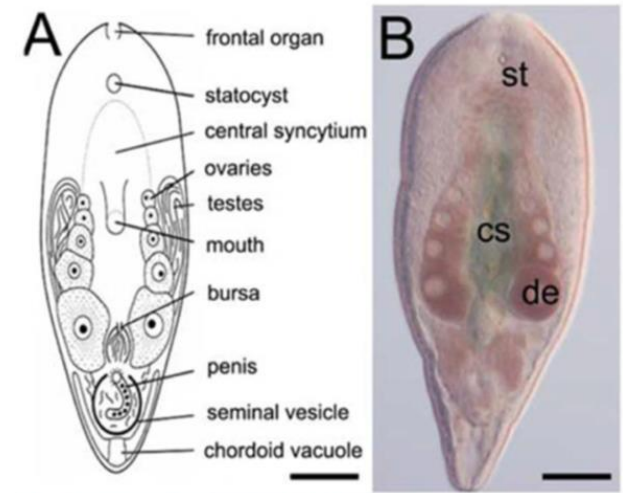 A
frontal organ
statocyst
central syncytium
ovaries
testes
mouth
bursa
penis
seminal vesicle
chordoid vacuole
B
st
cs
de